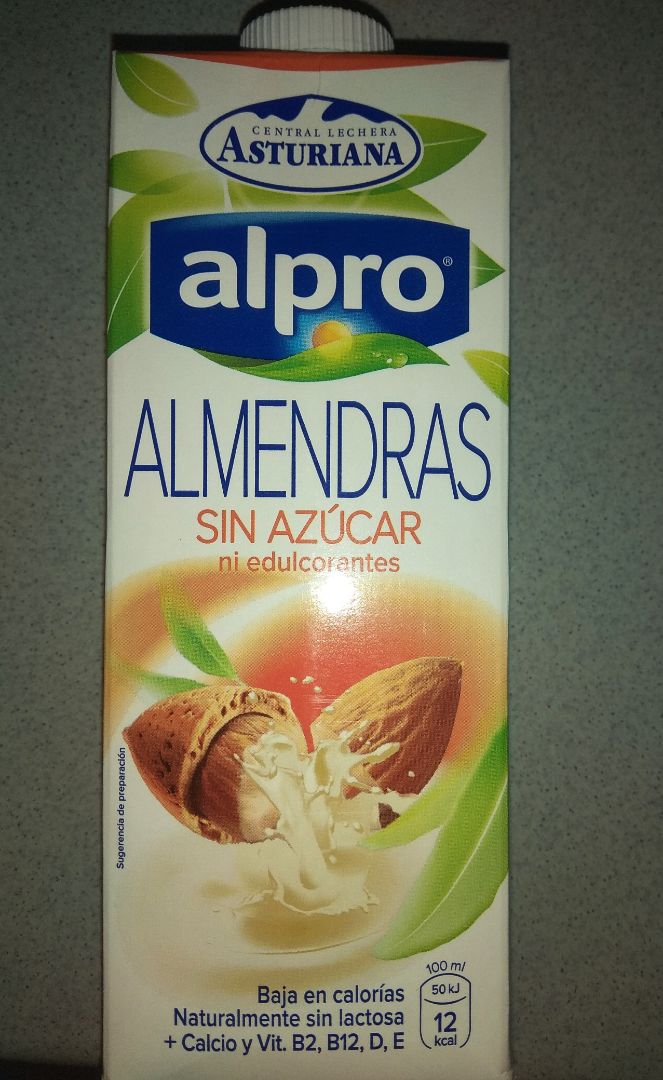 CENTRAL LECHERA
ASTURIANA
alpro®
ALMENDRAS
SIN AZÚCAR
ni edulcorantes
Sugerencia de preparación
Baja en calorías
Naturalmente sin lactosa
+ Calcio y Vit. B2, B12, D, E
100 ml
50 kJ
12
kcal